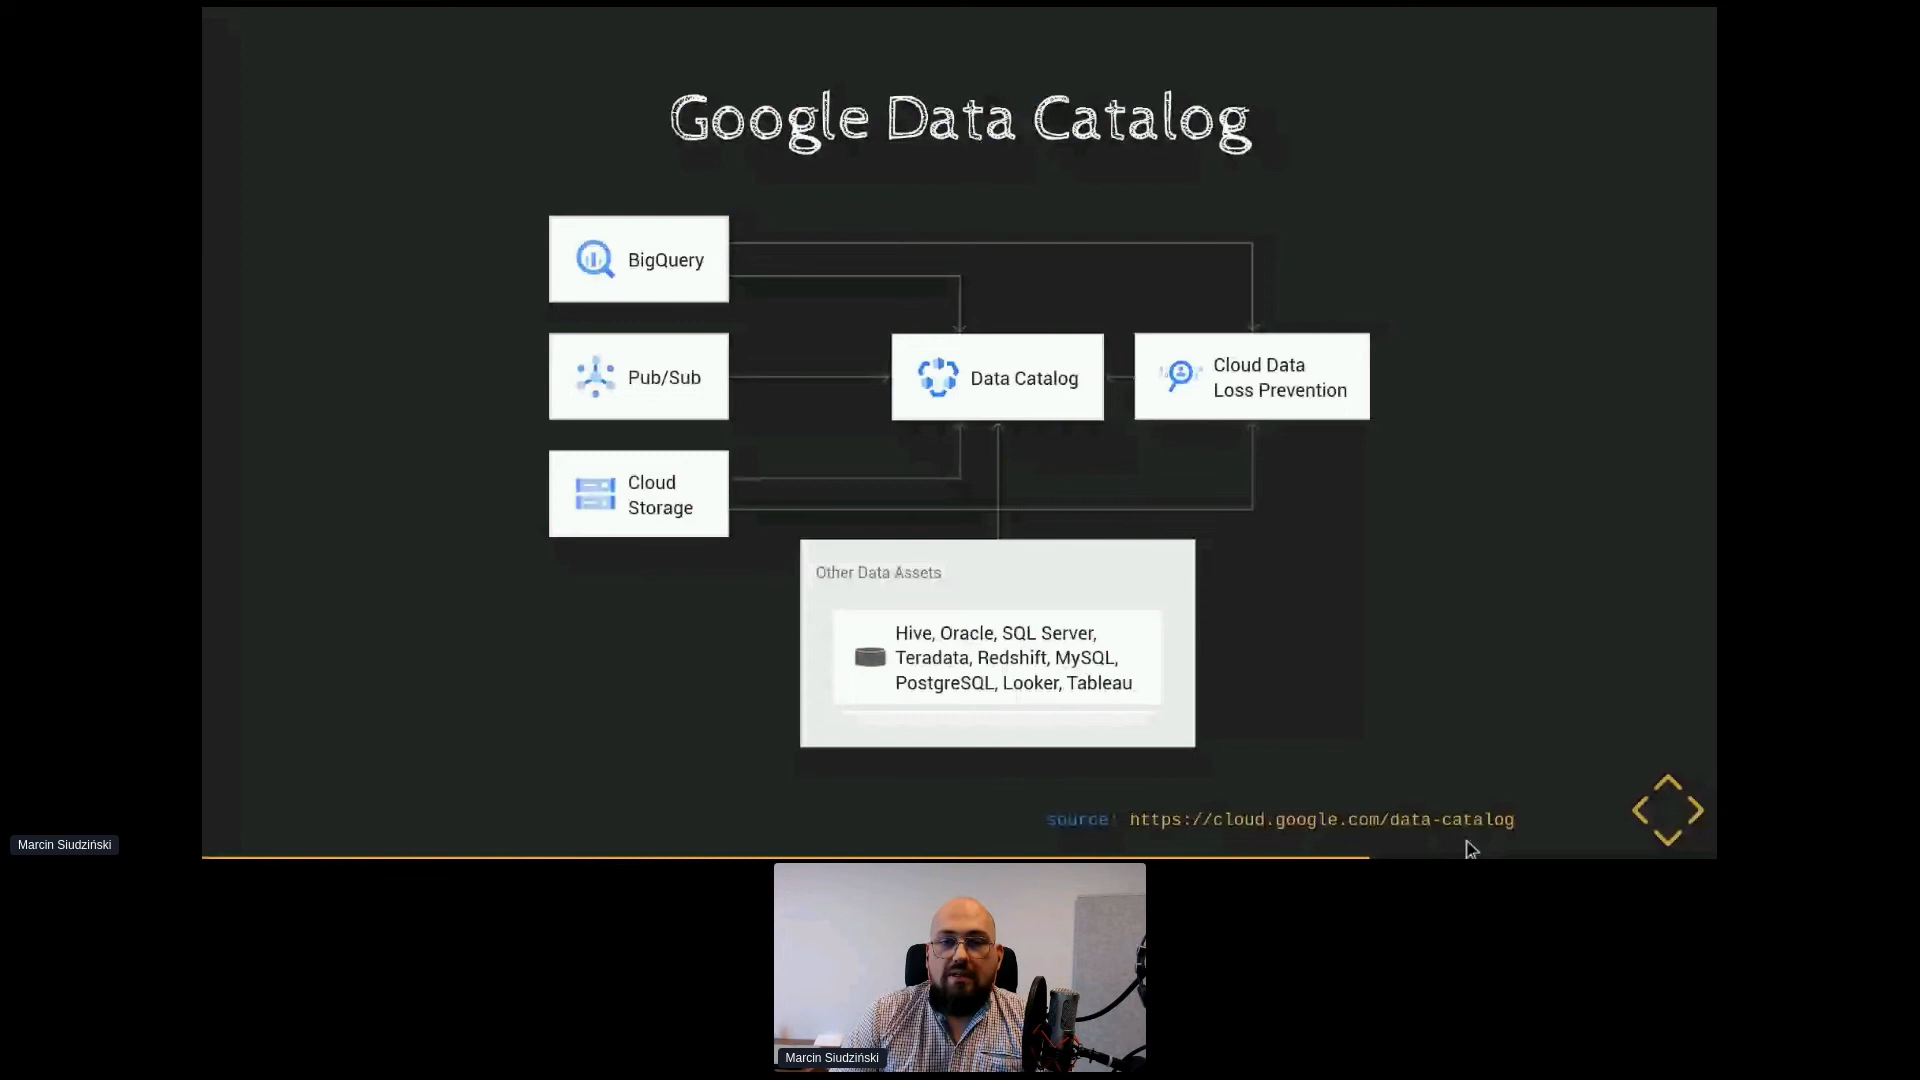 Google Data Catalog
BigQuery
Pub/Sub
Data Catalog
Cloud Data
Loss Prevention
Cloud
Storage
Other Data Assets
Hive, Oracle, SQL Server,
Teradata, Redshift, MySQL,
PostgreSQL, Looker, Tableau
source: https://cloud.google.com/data-catalog
Marcin Siudziński
Marcin Siudziński